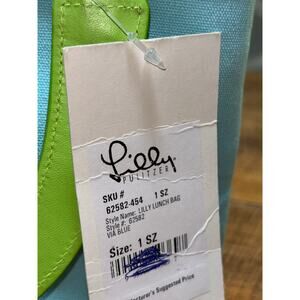 Lilly
PULITZER
SKU #
62582-454 1 SZ
Style Name: LILLY LUNCH BAG
Style #: 62582
VIA BLUE
Size: 1 SZ
Suggested Price